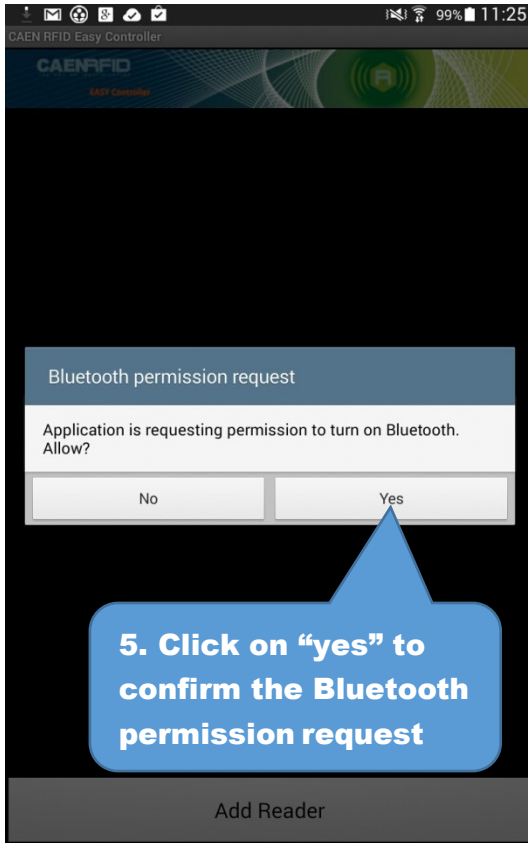 99% 11:25
CAEN RFID Easy Controller
CAENRFID
EASY Controller
Bluetooth permission request
Application is requesting permission to turn on Bluetooth.
Allow?
No Yes
5. Click on “yes” to
confirm the Bluetooth
permission request
Add Reader